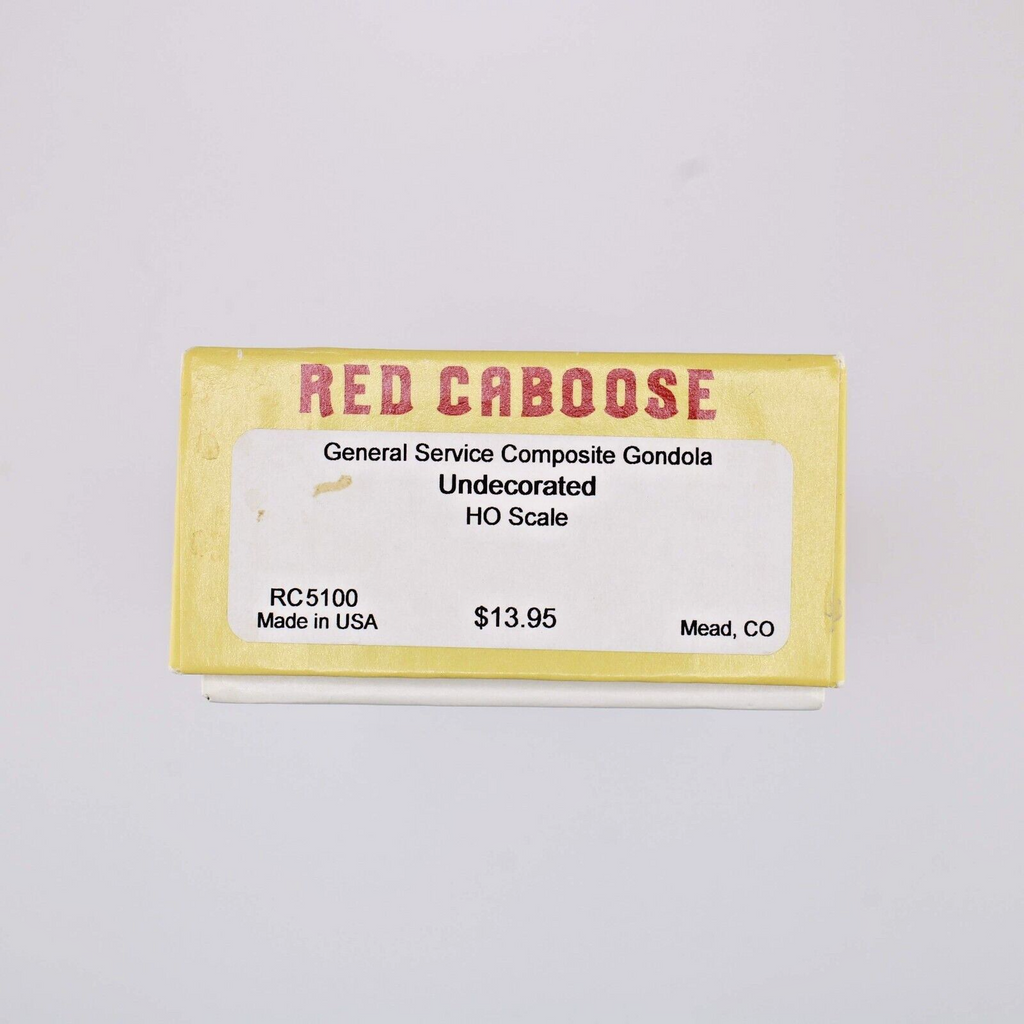 RED CABOOSE
General Service Composite Gondola
Undecorated
HO Scale
RC5100
Made in USA
$13.95
Mead, CO